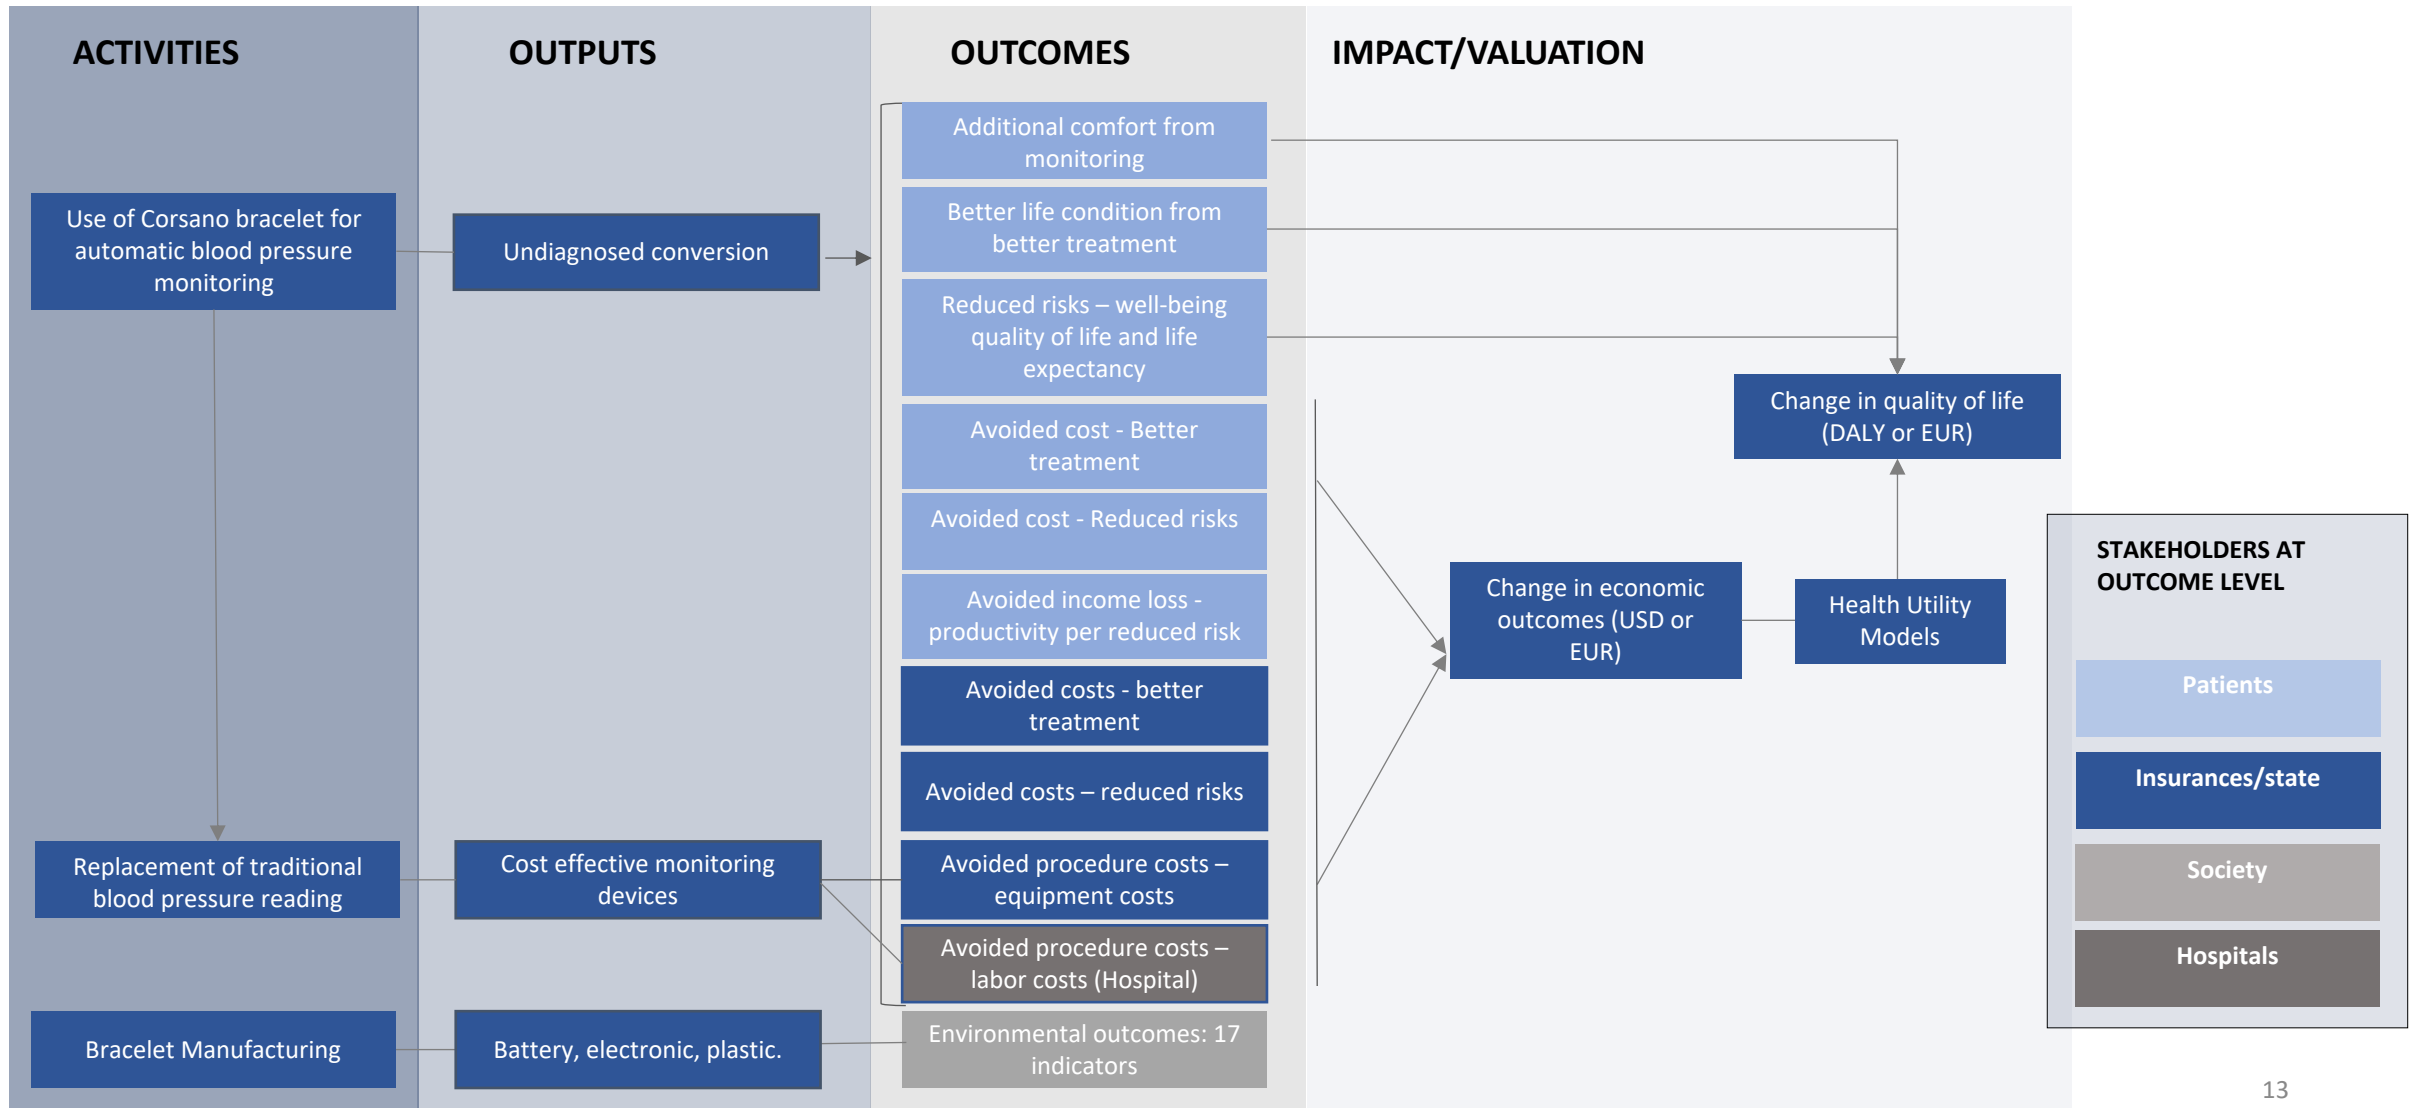 ACTIVITIES
OUTPUTS
OUTCOMES
IMPACT/VALUATION
Use of Corsano bracelet for
automatic blood pressure
monitoring
Replacement of traditional
blood pressure reading
Bracelet Manufacturing
Undiagnosed conversion
Cost effective monitoring
devices
Battery, electronic, plastic.
Additional comfort from
monitoring
Better life condition from
better treatment
Reduced risks – well-being
quality of life and life
expectancy
Avoided cost - Better
treatment
Avoided cost - Reduced risks
Avoided income loss -
productivity per reduced risk
Avoided costs - better
treatment
Avoided costs – reduced risks
Avoided procedure costs –
equipment costs
Avoided procedure costs –
labor costs (Hospital)
Environmental outcomes: 17
indicators
Change in quality of life
(DALY or EUR)
Change in economic
outcomes (USD or
EUR)
Health Utility
Models
STAKEHOLDERS AT
OUTCOME LEVEL
Patients
Insurances/state
Society
Hospitals
13